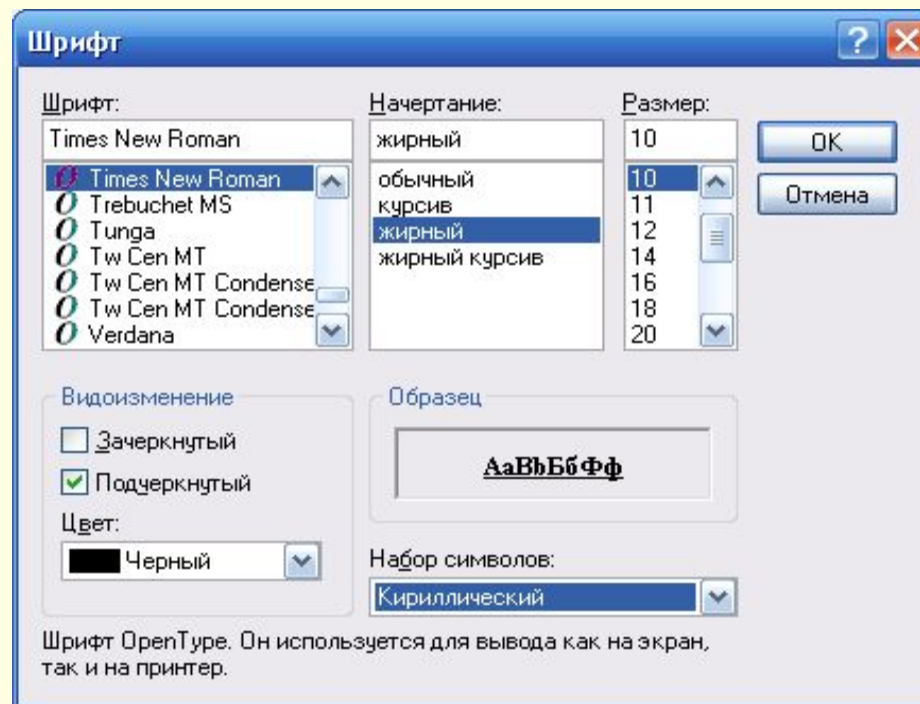 Шрифт
Шрифт:
Times New Roman
Times New Roman
Trebuchet MS
Tunga
Tw Cen MT
Tw Cen MT Condense
Tw Cen MT Condense
Verdana
Начертание:
жирный
обычный
курсив
жирный
жирный курсив
Размер:
10
10
11
12
14
16
18
20
OK
Отмена
Видоизменение
Зачеркнутый
Подчеркнутый
Цвет:
Черный
Образец
АаBbБбФф
Набор символов:
Кириллический
Шрифт OpenType. Он используется для вывода как на экран,
так и на принтер.